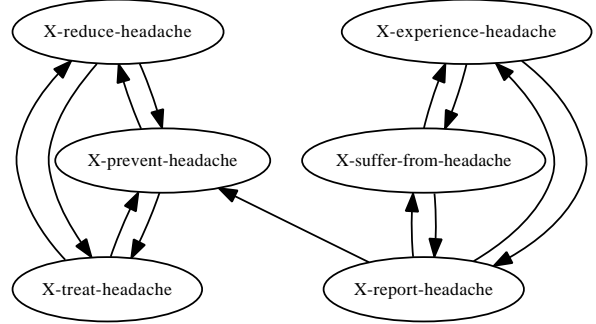 X-reduce-headache
X-experience-headache
X-prevent-headache
X-suffer-from-headache
X-treat-headache
X-report-headache